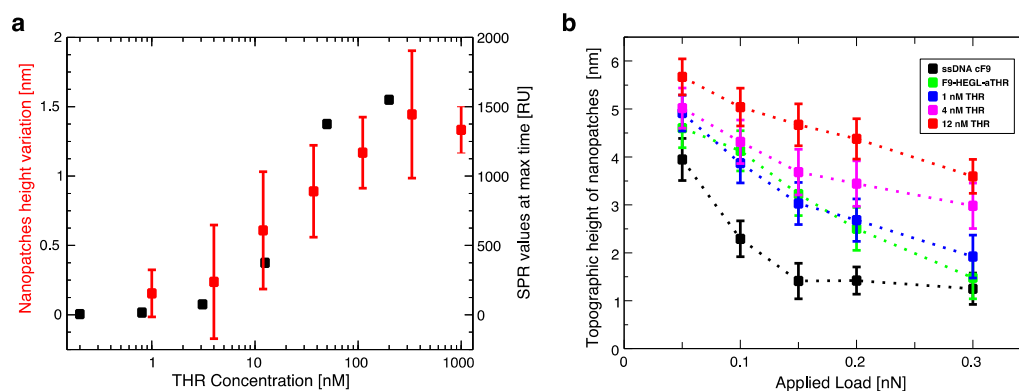 a
Nanopatches height variation [nm]
2
1.5
1
0.5
0
2000
1500
1000
500
0
SPR values at max time [RU]
1
10
100
1000
THR Concentration [nM]
b
Topographic height of nanopatches [nm]
6
5
4
3
2
1
0
ssDNA cF9
F9-HEGL-aTHR
1 nM THR
4 nM THR
12 nM THR
0
0.1
0.2
0.3
Applied Load [nN]